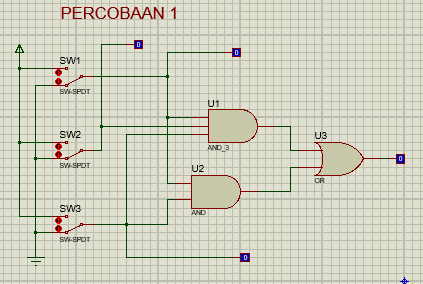 PERCOBAAN 1
0
0
SW1
SW-SPDT
U1
AND_3
SW2
SW-SPDT
U3
OR
0
U2
AND
SW3
SW-SPDT
0